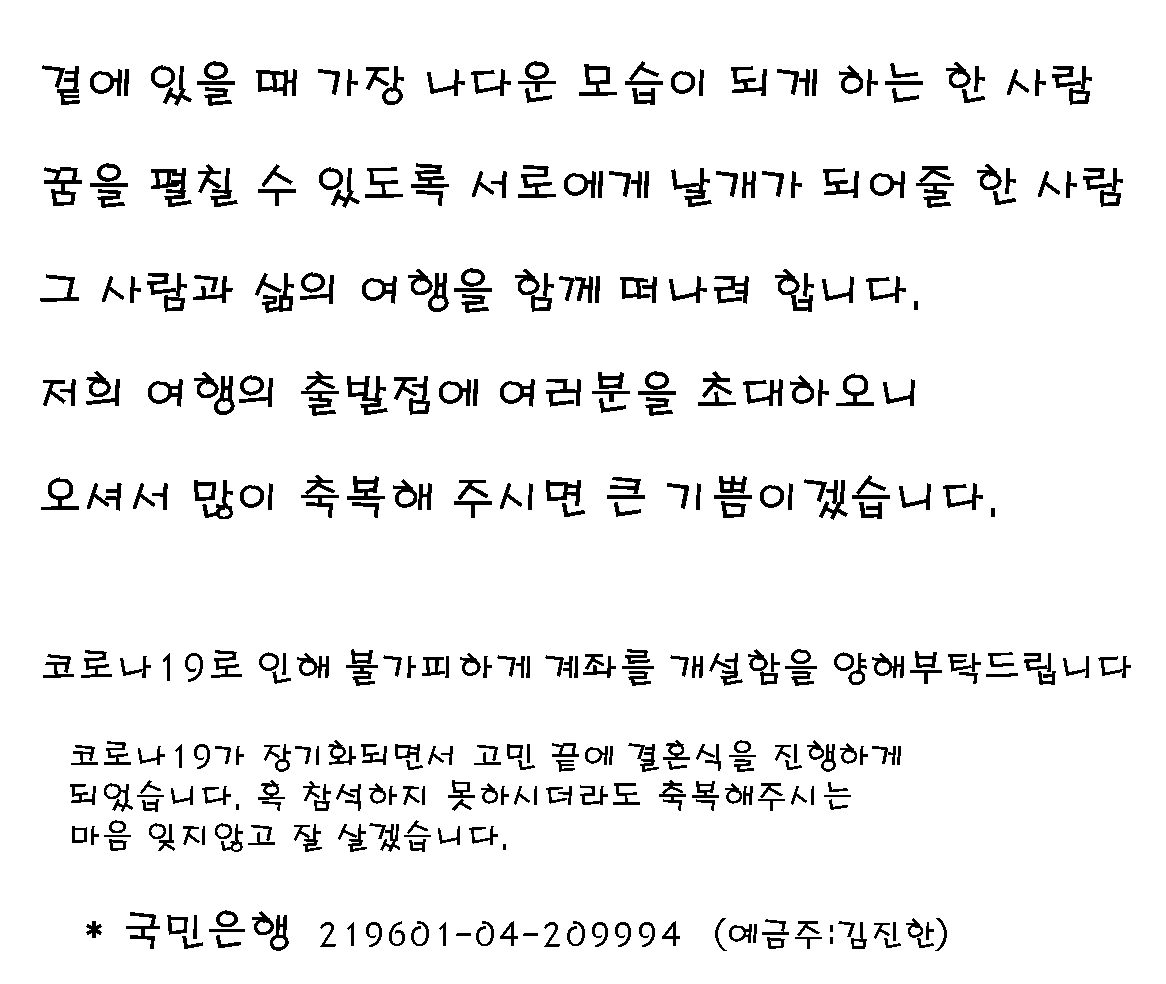 곁에 있을 때 가장 나다운 모습이 되게 하는 한 사람
꿈을 펼칠 수 있도록 서로에게 날개가 되어줄 한 사람
그 사람과 삶의 여행을 함께 떠나려 합니다.
저희 여행의 출발점에 여러분을 초대하오니
오셔서 많이 축복해 주시면 큰 기쁨이겠습니다.
코로나19로 인해 불가피하게 계좌를 개설함을 양해부탁드립니다
코로나19가 장기화되면서 고민 끝에 결혼식을 진행하게
되었습니다. 혹 참석하지 못하시더라도 축복해주시는
마음 잊지않고 잘 살겠습니다.
* 국민은행 219601-04-209994 (예금주:김진한)